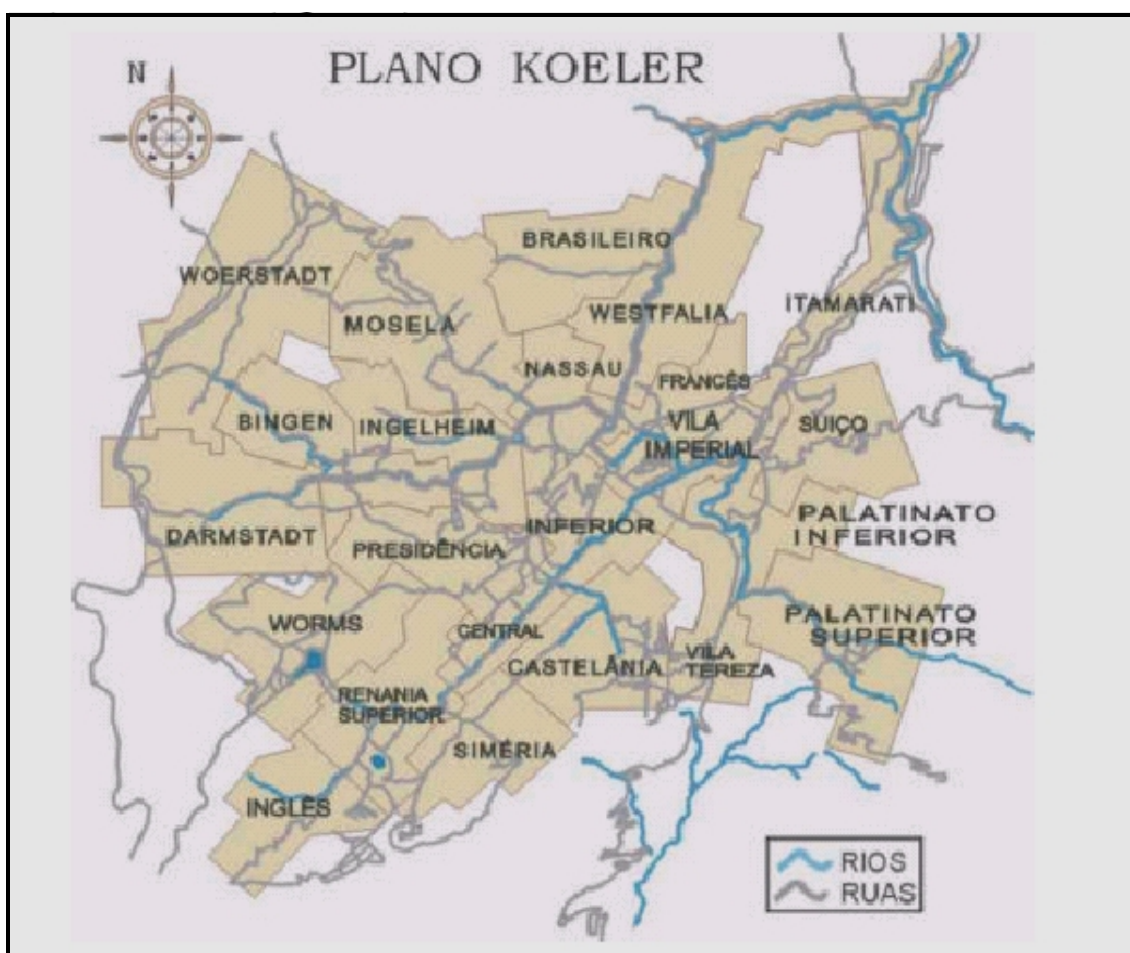 PLANO KOELER
N
BRASILEIRO
WOERSTADT
ITAMARATI
MOSELA
WESTFALIA
NASSAU
FRANCÊS
BINGEN
INGELHEIM
VILA
IMPERIAL
SUIÇO
DARMSTADT
PRESIDÊNCIA
INFERIOR
PALATINATO
INFERIOR
WORMS
CENTRAL
CASTELÂNIA
VILA
TEREZA
PALATINATO
SUPERIOR
RENANIA
SUPERIOR
SIMÉRIA
INGLÊS
RIOS
RUAS